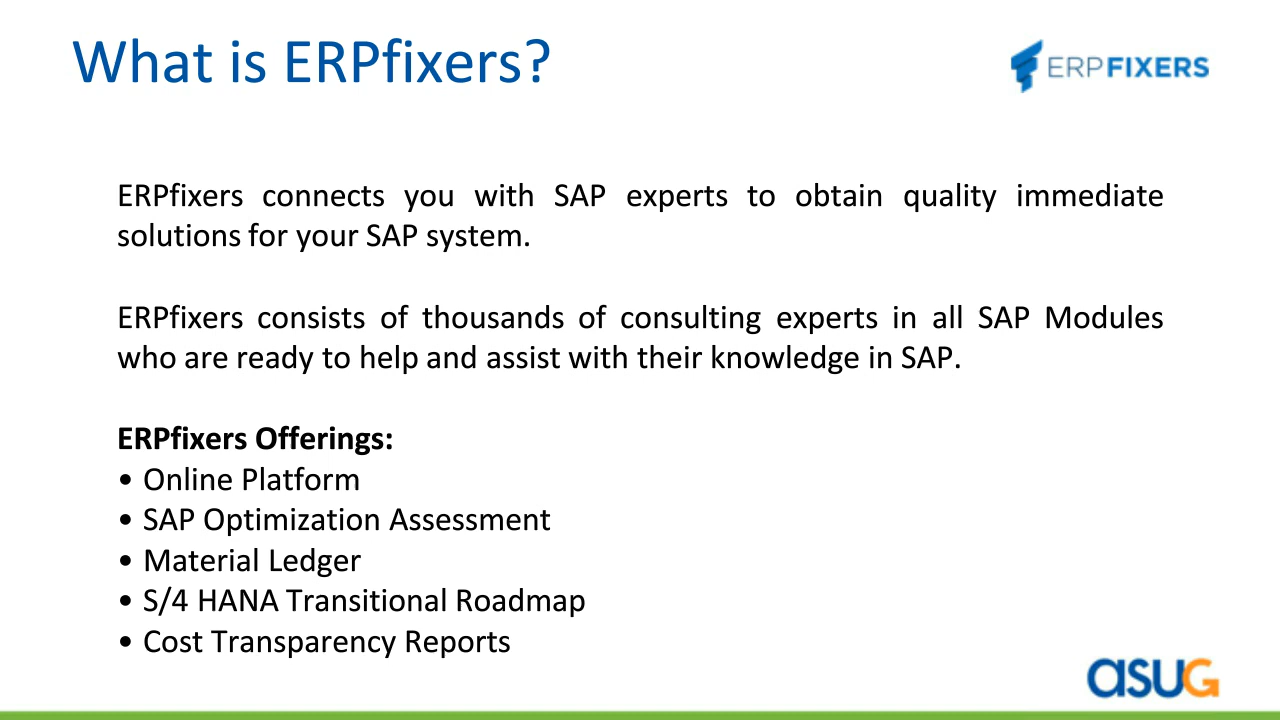 What is ERPfixers?
ERPFIXERS
ERPfixers connects you with SAP experts to obtain quality immediate
solutions for your SAP system.
ERPfixers consists of thousands of consulting experts in all SAP Modules
who are ready to help and assist with their knowledge in SAP.
ERPfixers Offerings:
• Online Platform
• SAP Optimization Assessment
• Material Ledger
• S/4 HANA Transitional Roadmap
• Cost Transparency Reports
asuG